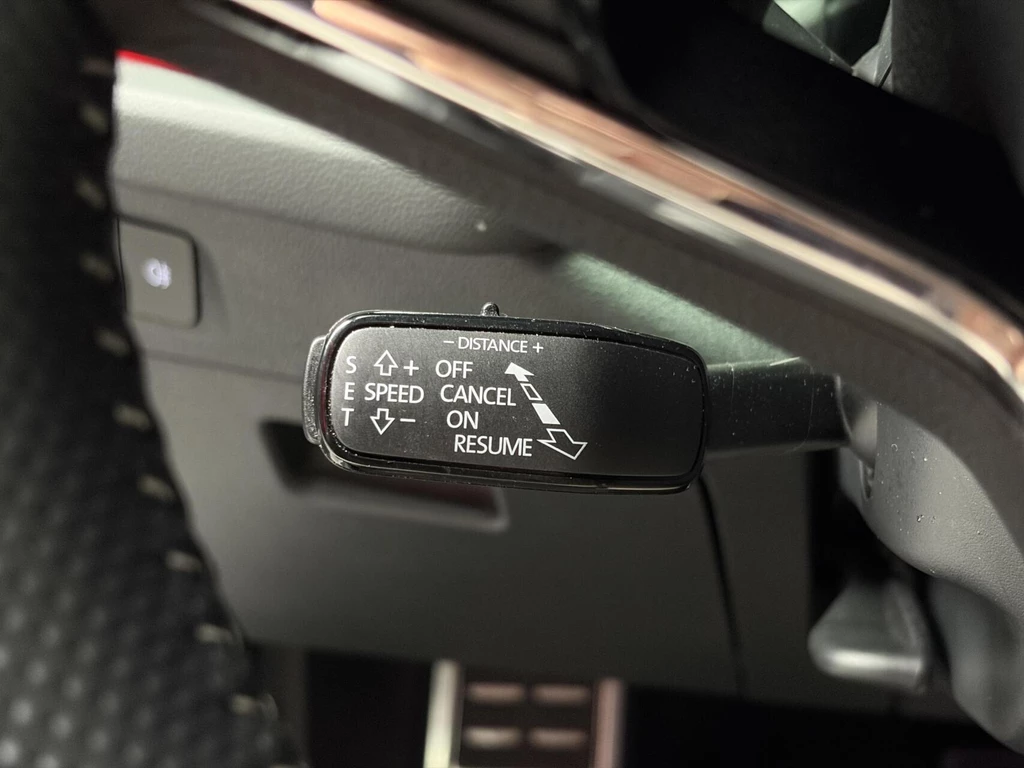 − DISTANCE +
S + OFF
E SPEED CANCEL
T − ON
RESUME